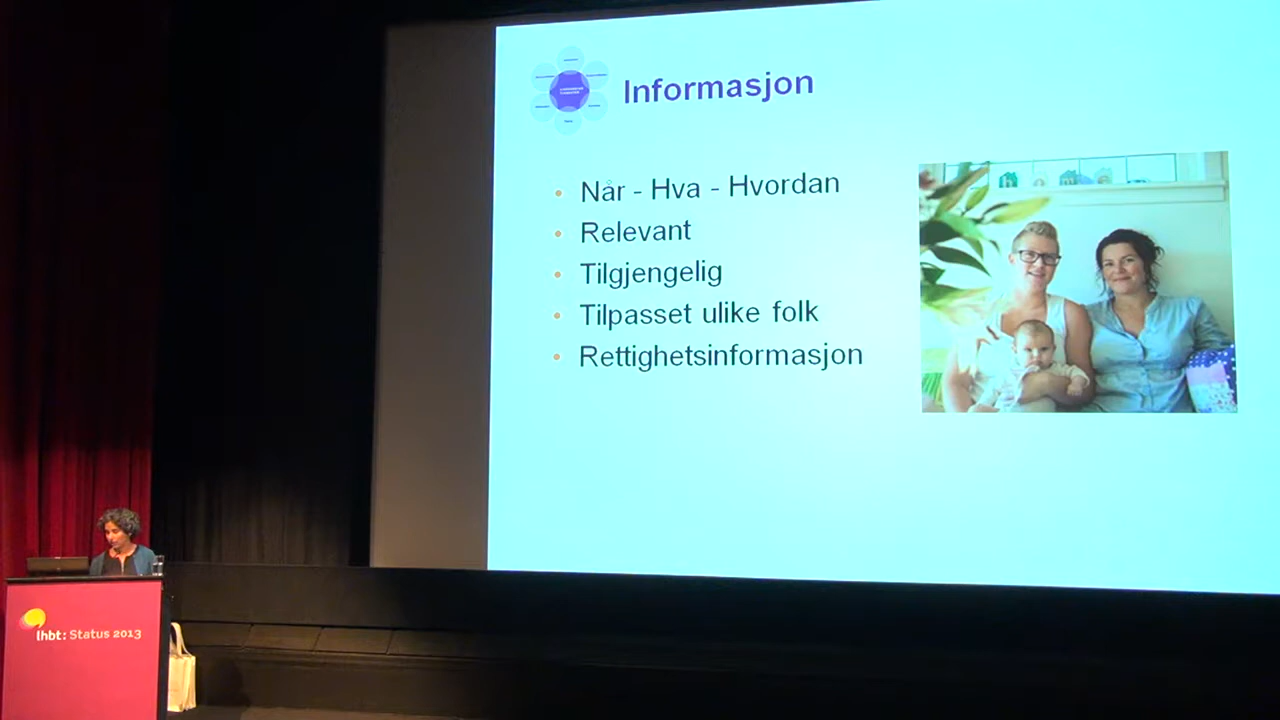 Informasjon
Når - Hva - Hvordan
Relevant
Tilgjengelig
Tilpasset ulike folk
Rettighetsinformasjon
lhbt: Status 2013